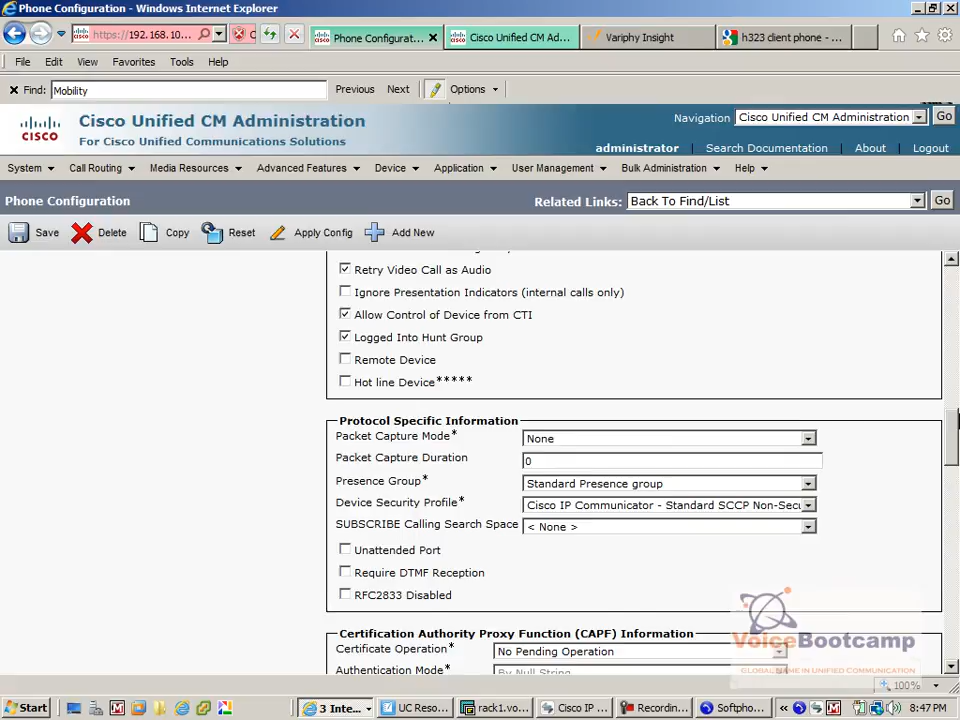 Phone Configuration - Windows Internet Explorer
https://192.168.10... Phone Configurat... Cisco Unified CM Ad... Variphy Insight h323 client phone - ...
File Edit View Favorites Tools Help
Find: Mobility Previous Next Options
Navigation Cisco Unified CM Administration Go
Cisco Unified CM Administration
CISCO For Cisco Unified Communications Solutions
administrator | Search Documentation | About | Logout
System Call Routing Media Resources Advanced Features Device Application User Management Bulk Administration Help
Phone Configuration Related Links: Back To Find/List Go
Save Delete Copy Reset Apply Config Add New
Retry Video Call as Audio
Ignore Presentation Indicators (internal calls only)
Allow Control of Device from CTI
Logged Into Hunt Group
Remote Device
Hot line Device*****
Protocol Specific Information
Packet Capture Mode* None
Packet Capture Duration 0
Presence Group* Standard Presence group
Device Security Profile* Cisco IP Communicator - Standard SCCP Non-Secu
SUBSCRIBE Calling Search Space < None >
Unattended Port
Require DTMF Reception
RFC2833 Disabled
Certification Authority Proxy Function (CAPF) Information
Certificate Operation* No Pending Operation
Authentication Mode* By Null String
VoiceBootcamp
GLOBAL NAME IN UNIFIED COMMUNICATION
100%
Start 3 Inte... UC Reso... rack1.vo... Cisco IP ... Recordin... Softpho... 8:47 PM